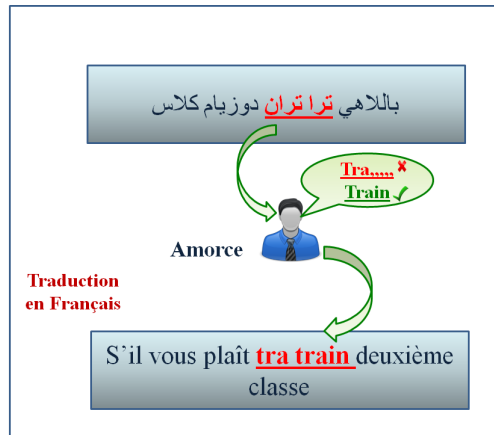 باللاهي ترا تران دوزيام كلاس
Tra,,,,, ✘
Train ✓
Amorce
Traduction
en Français
S'il vous plaît tra train deuxième
classe